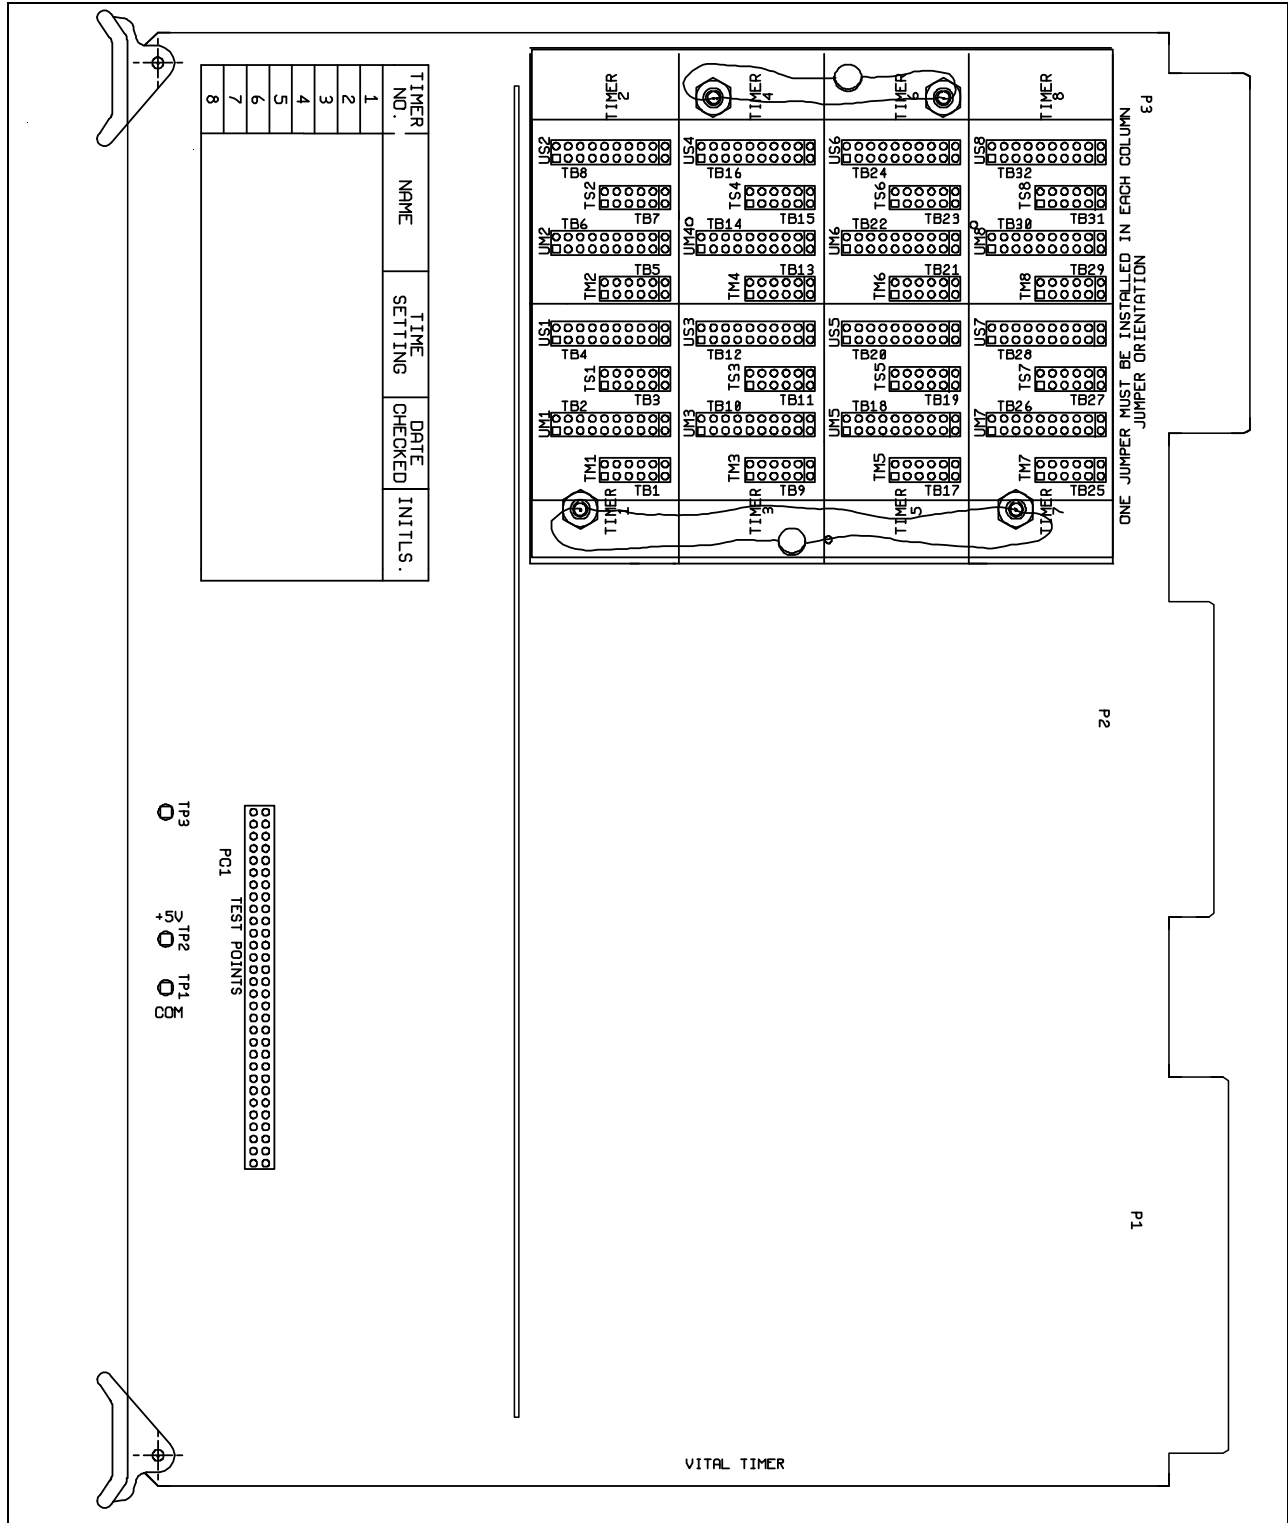 TIMER NO.
NAME
TIME SETTING
DATE CHECKED
INITLS.
1
2
3
4
5
6
7
8
TIMER 2
TIMER 4
TIMER 6
TIMER 8
US2
TB8
US4
TB16
US6
TB24
US8
TB32
TS2
TB7
TS4
TB15
TS6
TB23
TS8
TB31
UM2
TB6
UM4
TB14
UM6
TB22
UM8
TB30
TM2
TB5
TM4
TB13
TM6
TB21
TM8
TB29
US1
TB4
US3
TB12
US5
TB20
US7
TB28
TS1
TB3
TS3
TB11
TS5
TB19
TS7
TB27
UM1
TB2
UM3
TB10
UM5
TB18
UM7
TB26
TM1
TB1
TM3
TB9
TM5
TB17
TM7
TB25
TIMER 1
TIMER 3
TIMER 5
TIMER 7
ONE JUMPER MUST BE INSTALLED IN EACH COLUMN
JUMPER ORIENTATION
P3
P2
P1
TP3
PC1
TEST POINTS
+5V
TP2
TP1
COM
VITAL TIMER